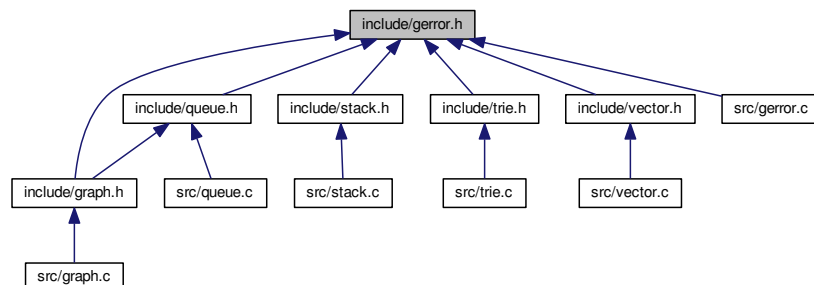 include/gerror.h
include/queue.h
include/stack.h
include/trie.h
include/vector.h
src/gerror.c
include/graph.h
src/queue.c
src/stack.c
src/trie.c
src/vector.c
src/graph.c